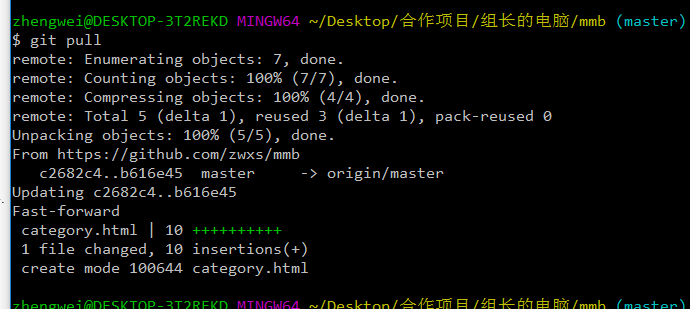 zhengwei@DESKTOP-3T2REKD MINGW64 ~/Desktop/合作项目/组长的电脑/mmb (master)
$ git pull
remote: Enumerating objects: 7, done.
remote: Counting objects: 100% (7/7), done.
remote: Compressing objects: 100% (4/4), done.
remote: Total 5 (delta 1), reused 3 (delta 1), pack-reused 0
Unpacking objects: 100% (5/5), done.
From https://github.com/zwxs/mmb
   c2682c4..b616e45  master     -> origin/master
Updating c2682c4..b616e45
Fast-forward
 category.html | 10 ++++++++++
 1 file changed, 10 insertions(+)
 create mode 100644 category.html
zhengwei@DESKTOP-3T2REKD MINGW64 ~/Desktop/合作项目/组长的电脑/mmb (master)